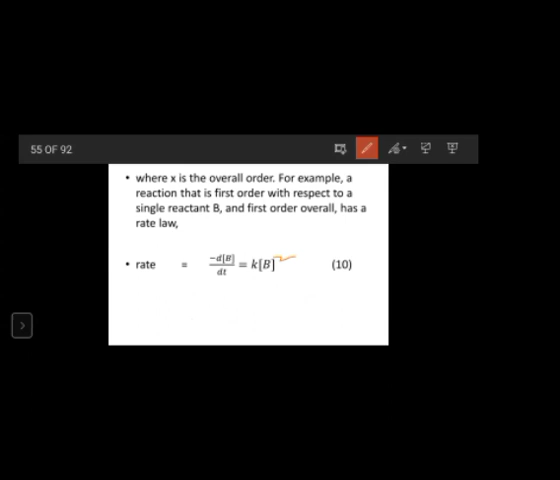 55 OF 92
• where x is the overall order. For example, a
reaction that is first order with respect to a
single reactant B, and first order overall, has a
rate law,
• rate = −d[B]/dt = k[B] (10)